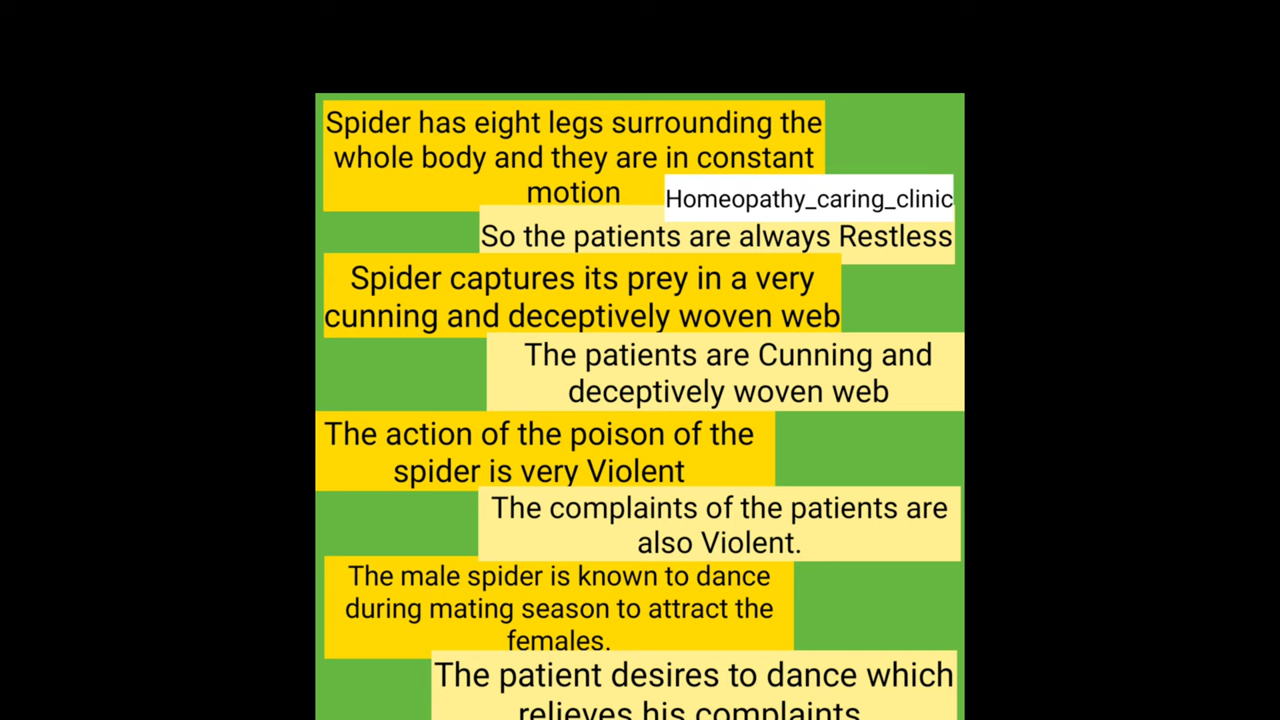 Spider has eight legs surrounding the
whole body and they are in constant
motion
Homeopathy_caring_clinic
So the patients are always Restless
Spider captures its prey in a very
cunning and deceptively woven web
The patients are Cunning and
deceptively woven web
The action of the poison of the
spider is very Violent
The complaints of the patients are
also Violent.
The male spider is known to dance
during mating season to attract the
females.
The patient desires to dance which
relieves his complaints